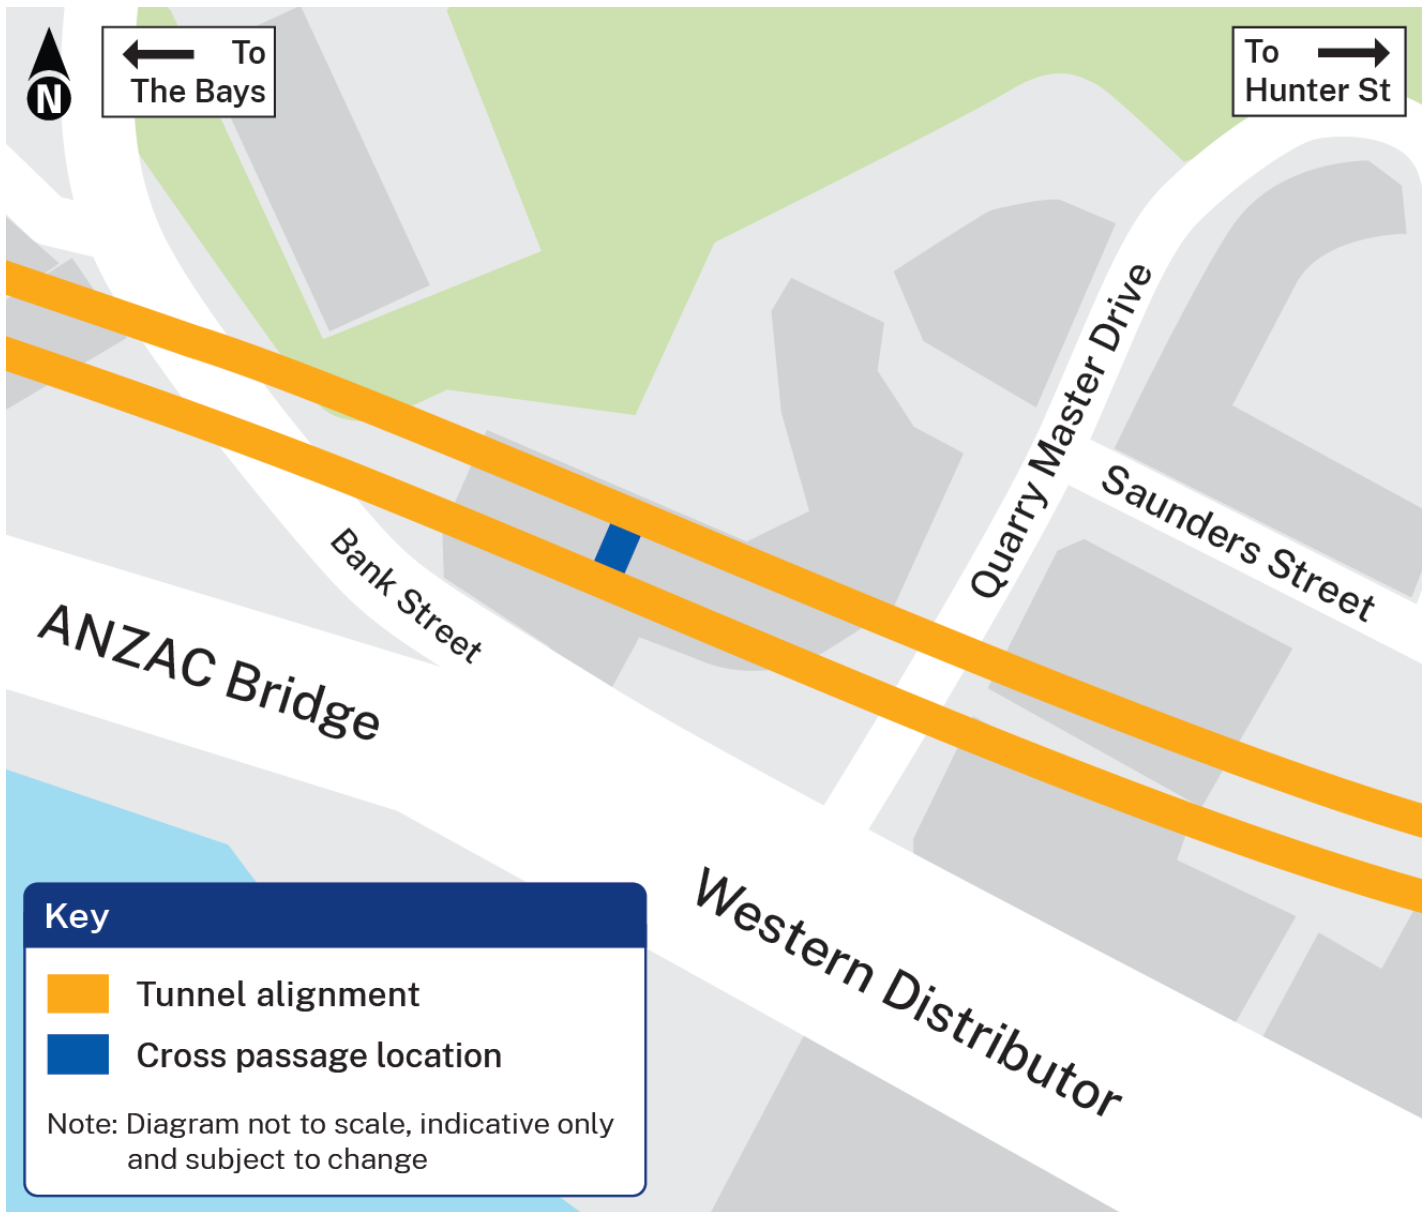 N
To
The Bays
To
Hunter St
Quarry Master Drive
Saunders Street
Bank Street
ANZAC Bridge
Western Distributor
Key
Tunnel alignment
Cross passage location
Note: Diagram not to scale, indicative only
and subject to change